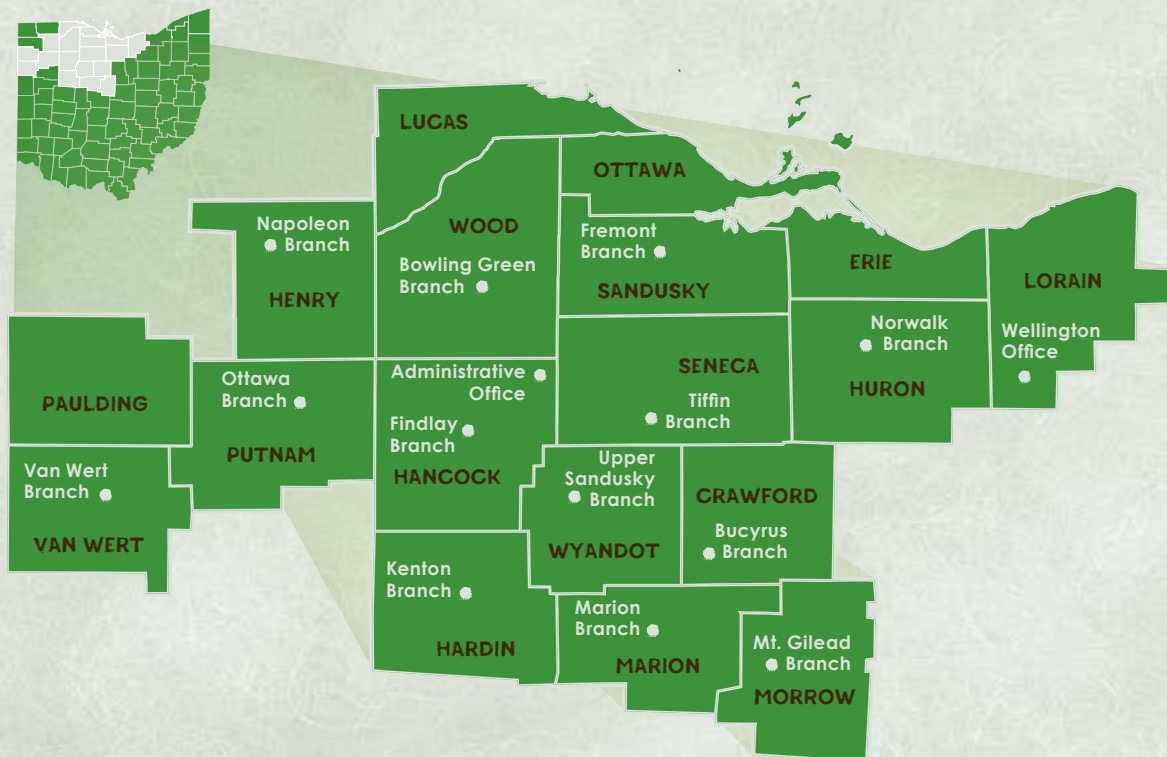 LUCAS
OTTAWA
Napoleon
Branch
HENRY
WOOD
Bowling Green
Branch
Fremont
Branch
SANDUSKY
ERIE
LORAIN
Norwalk
Branch
HURON
Wellington
Office
PAULDING
Ottawa
Branch
PUTNAM
Administrative
Office
Findlay
Branch
HANCOCK
SENECA
Tiffin
Branch
Van Wert
Branch
VAN WERT
Upper
Sandusky
Branch
WYANDOT
CRAWFORD
Bucyrus
Branch
Kenton
Branch
HARDIN
Marion
Branch
MARION
Mt. Gilead
Branch
MORROW